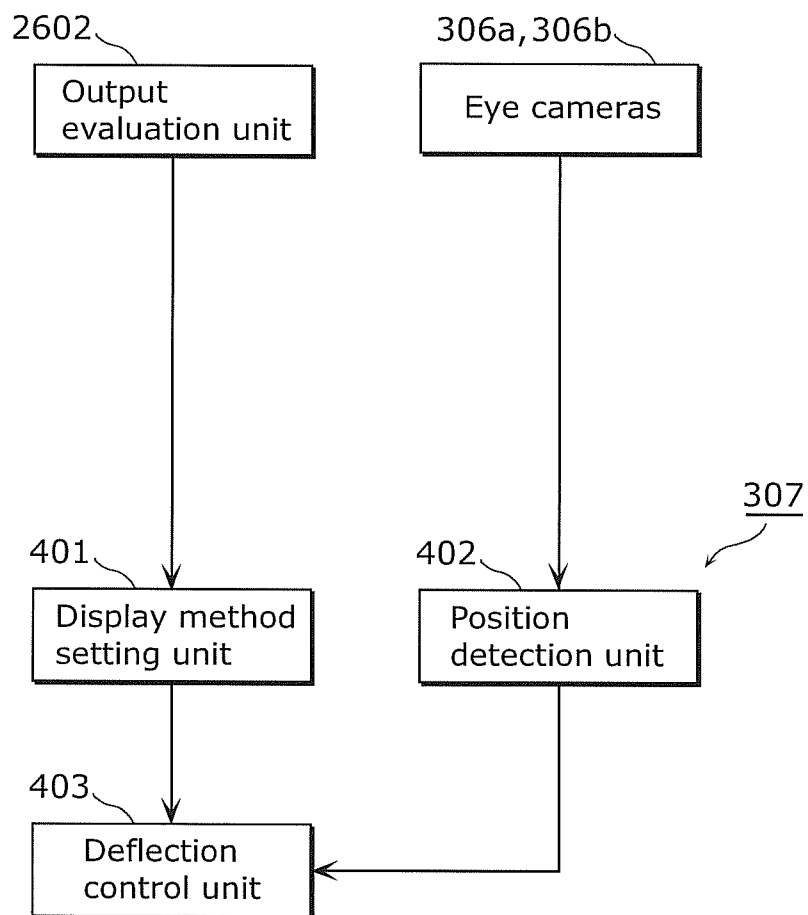 2602
306a,306b
Output
evaluation unit
Eye cameras
307
401
402
Display method
setting unit
Position
detection unit
403
Deflection
control unit